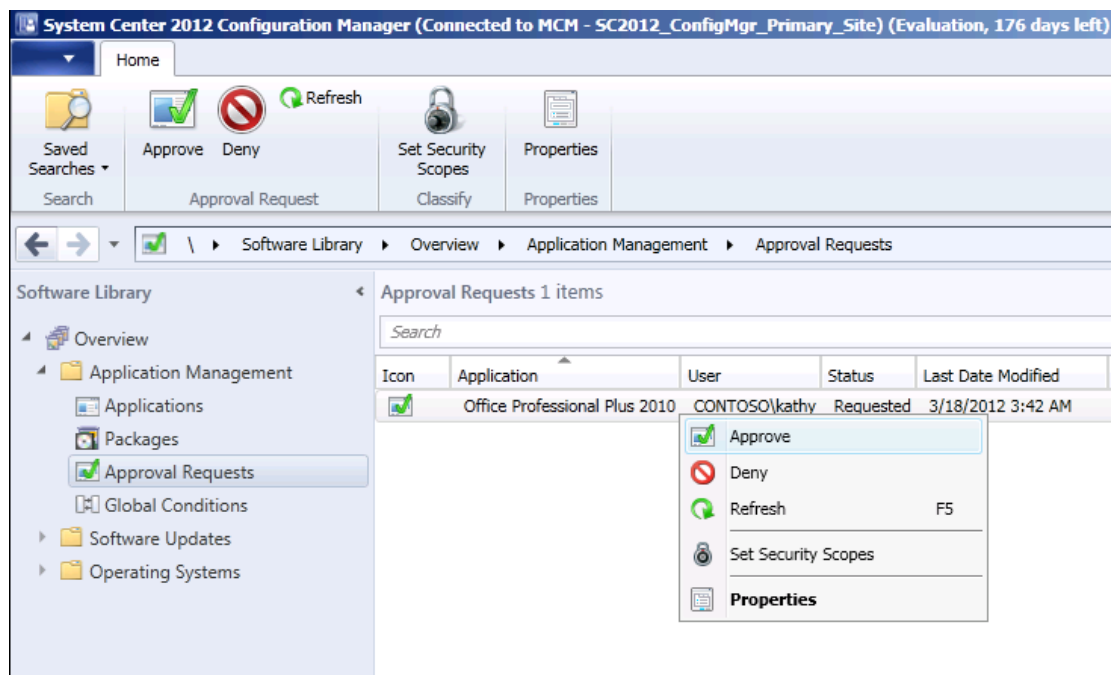 System Center 2012 Configuration Manager (Connected to MCM - SC2012_ConfigMgr_Primary_Site) (Evaluation, 176 days left)
Home
Saved Searches
Approve
Deny
Refresh
Set Security Scopes
Properties
Search
Approval Request
Classify
Properties
\ Software Library Overview Application Management Approval Requests
Software Library
Overview
Application Management
Applications
Packages
Approval Requests
Global Conditions
Software Updates
Operating Systems
Approval Requests 1 items
Search
Icon Application User Status Last Date Modified
Office Professional Plus 2010 CONTOSO\kathy Requested 3/18/2012 3:42 AM
Approve
Deny
Refresh F5
Set Security Scopes
Properties